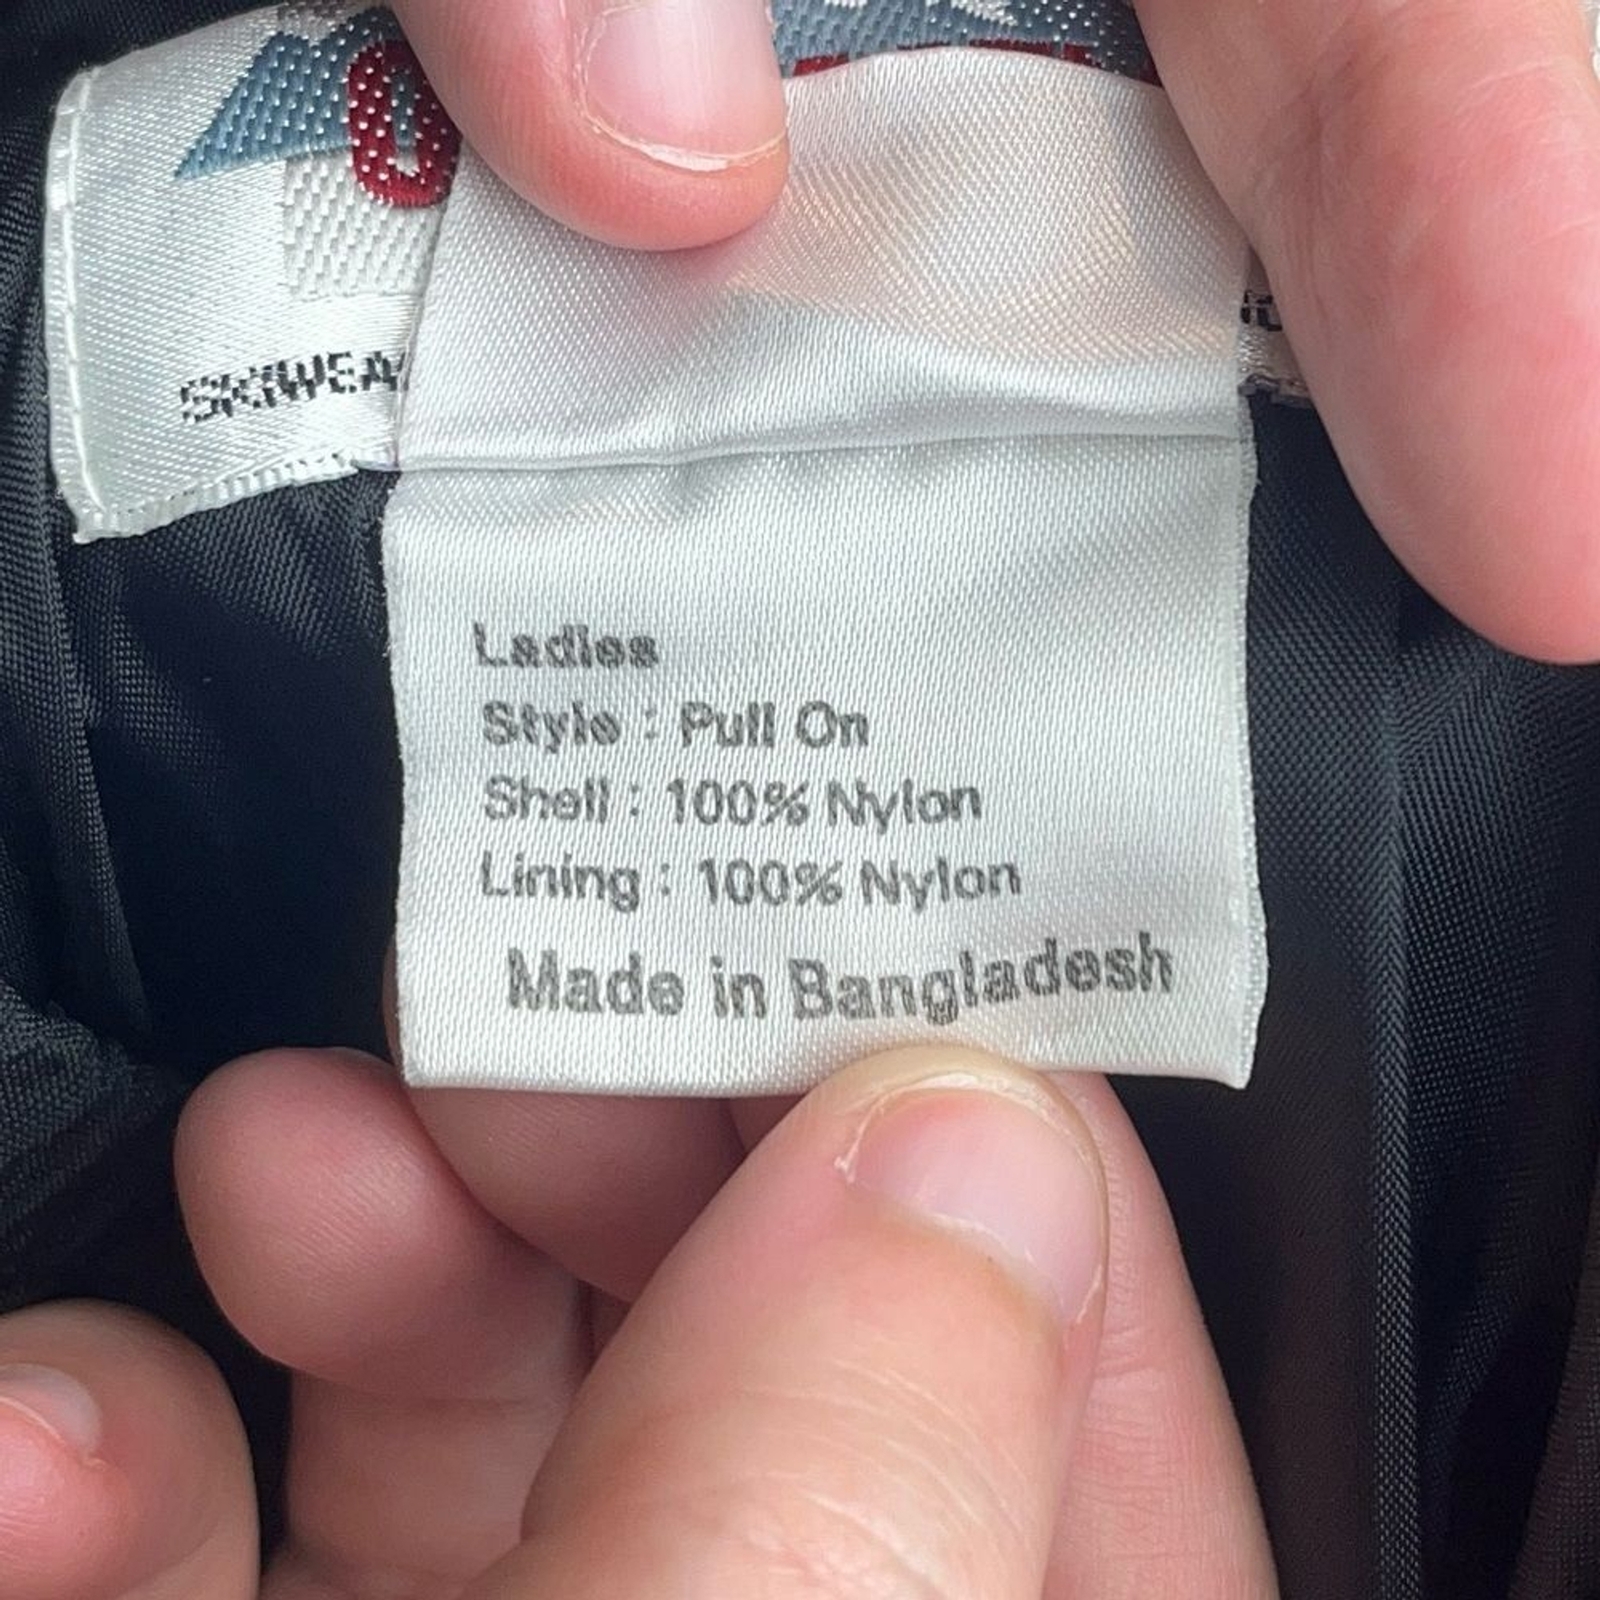 SKIWEA
Ladies
Style : Pull On
Shell : 100% Nylon
Lining : 100% Nylon
Made in Bangladesh